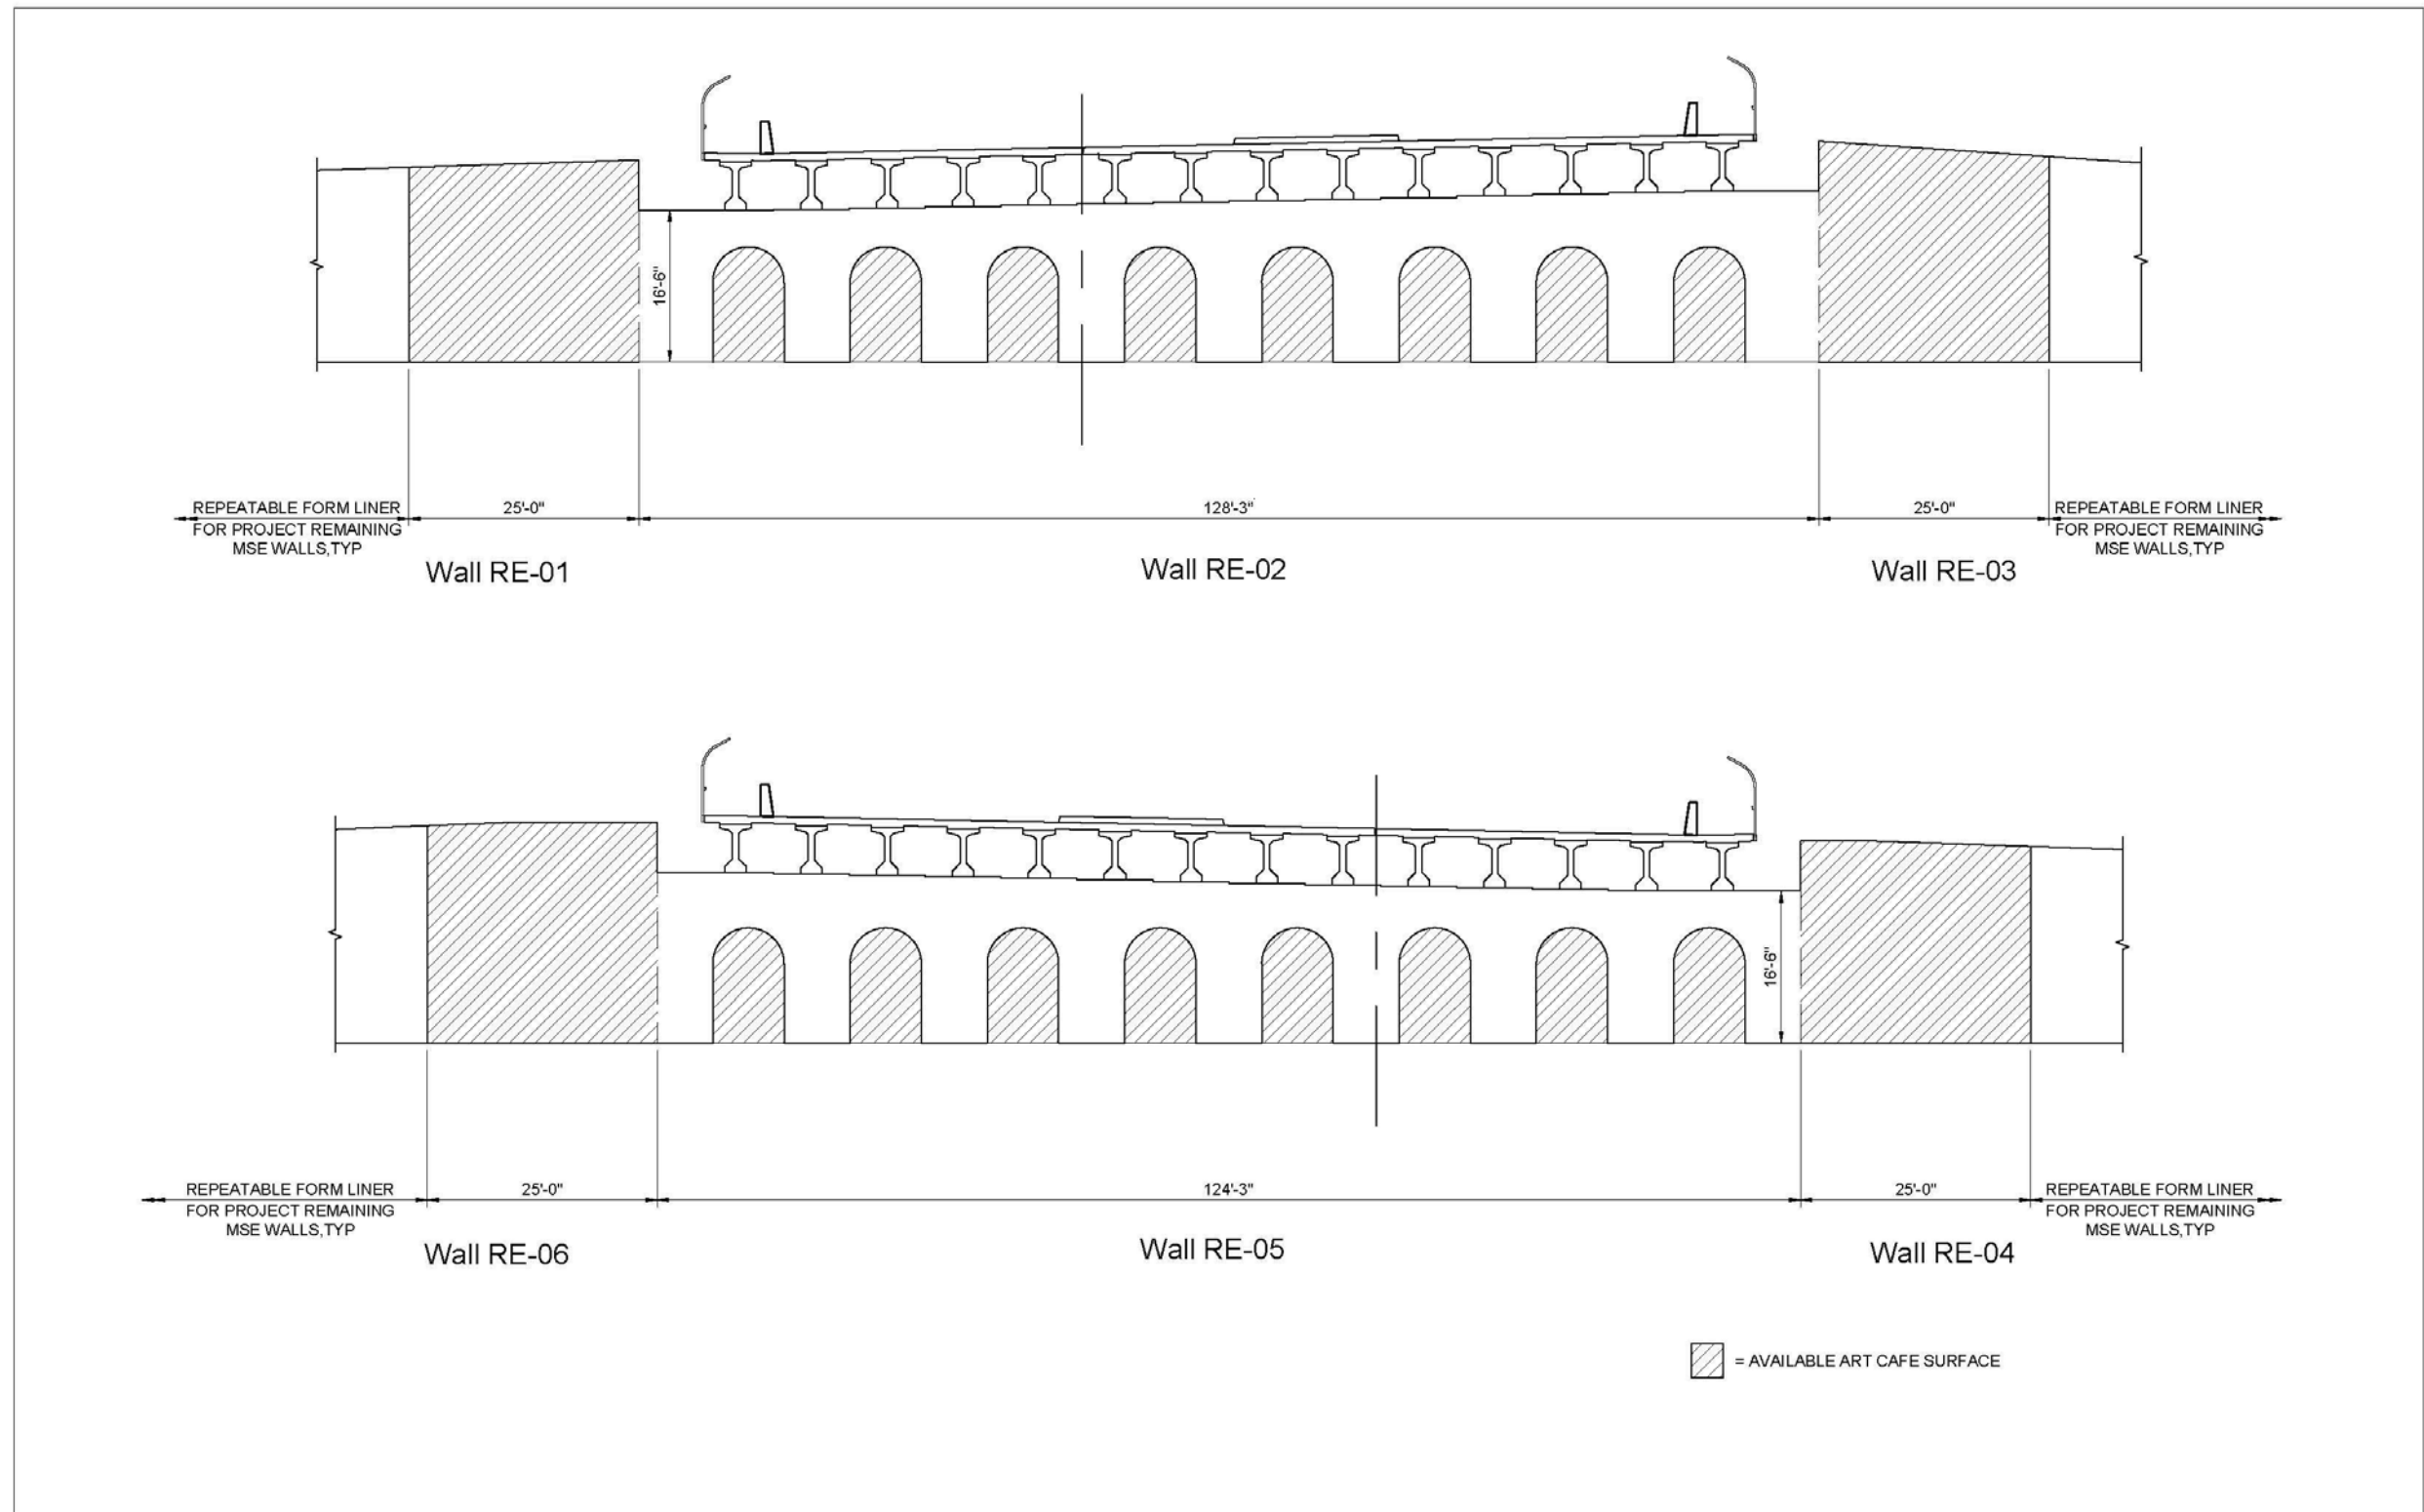 16'-6"
REPEATABLE FORM LINER
FOR PROJECT REMAINING
MSE WALLS,TYP
25'-0"
128'-3"
25'-0"
REPEATABLE FORM LINER
FOR PROJECT REMAINING
MSE WALLS,TYP
Wall RE-01
Wall RE-02
Wall RE-03
16'-6"
REPEATABLE FORM LINER
FOR PROJECT REMAINING
MSE WALLS,TYP
25'-0"
124'-3"
25'-0"
REPEATABLE FORM LINER
FOR PROJECT REMAINING
MSE WALLS,TYP
Wall RE-06
Wall RE-05
Wall RE-04
= AVAILABLE ART CAFE SURFACE